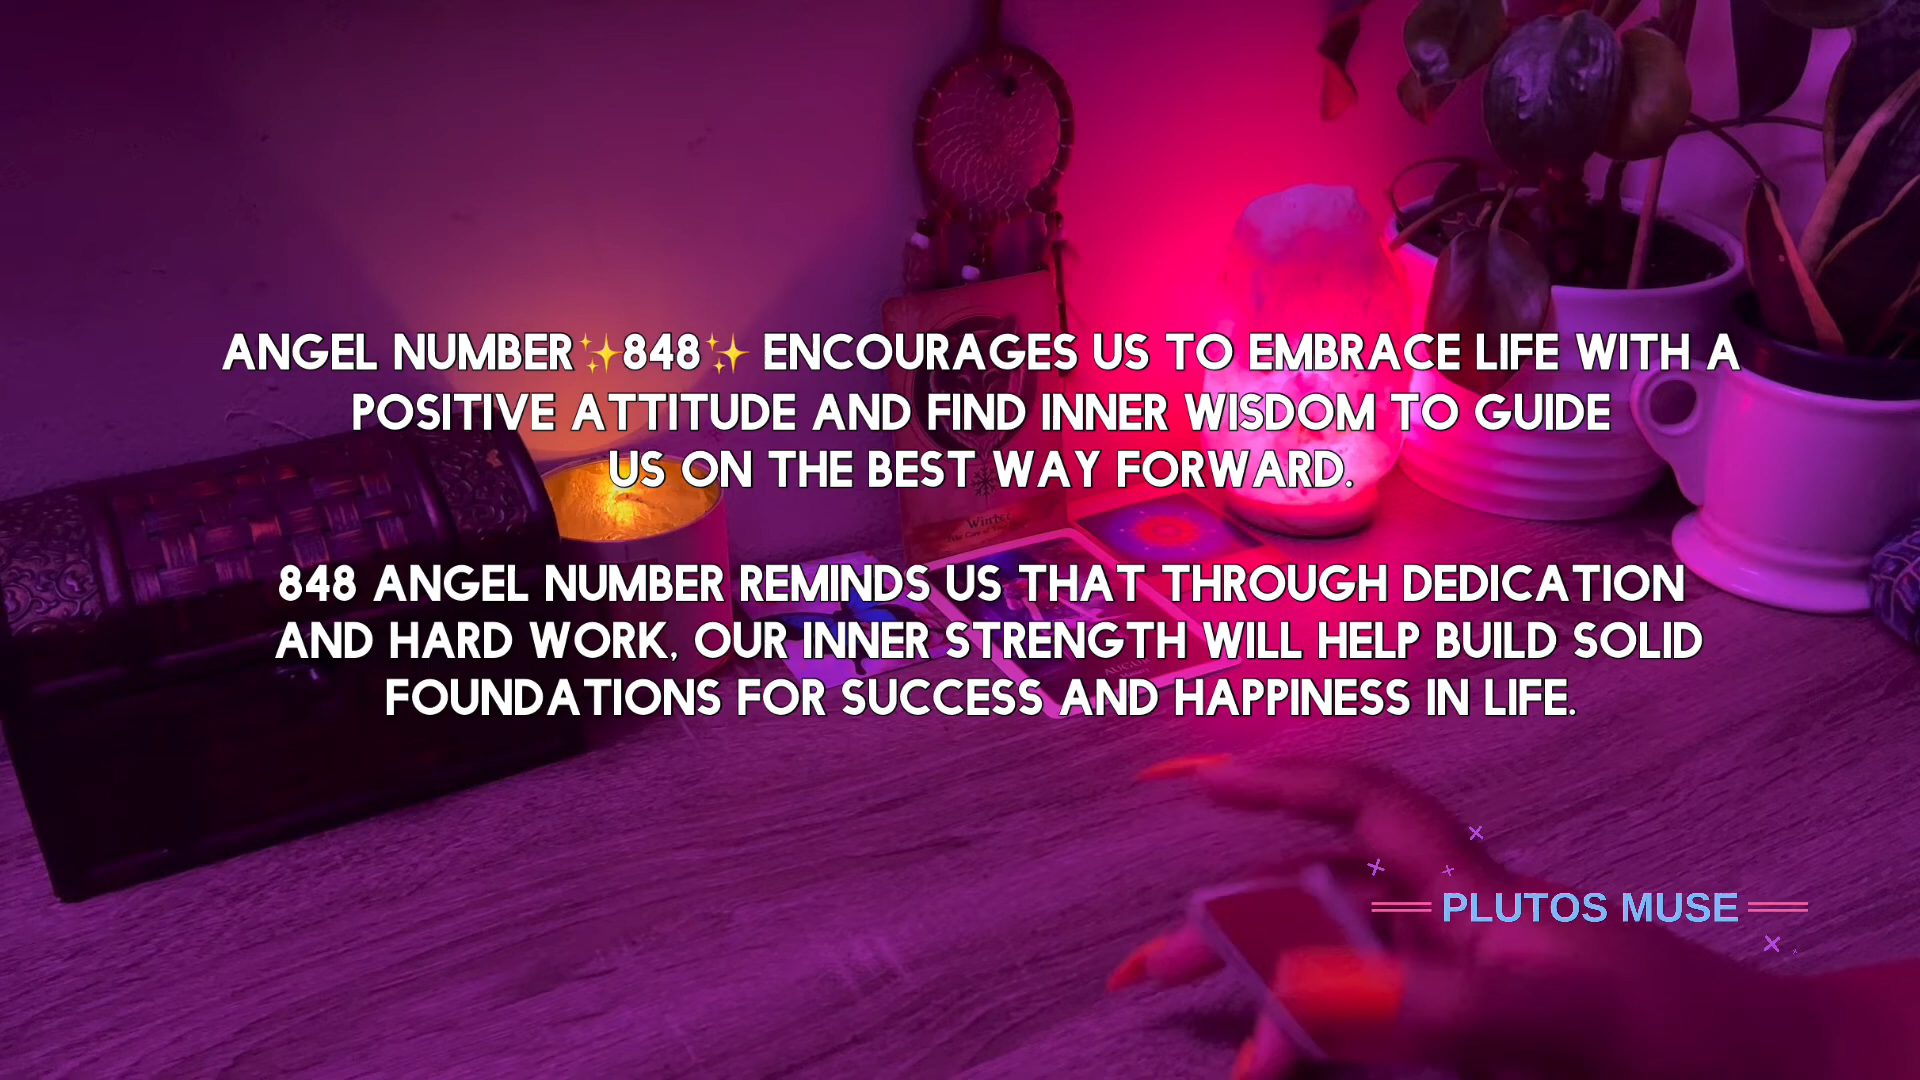 ANGEL NUMBER✨848✨ ENCOURAGES US TO EMBRACE LIFE WITH A
POSITIVE ATTITUDE AND FIND INNER WISDOM TO GUIDE
US ON THE BEST WAY FORWARD.
Winter
848 ANGEL NUMBER REMINDS US THAT THROUGH DEDICATION
AND HARD WORK, OUR INNER STRENGTH WILL HELP BUILD SOLID
FOUNDATIONS FOR SUCCESS AND HAPPINESS IN LIFE.
PLUTOS MUSE